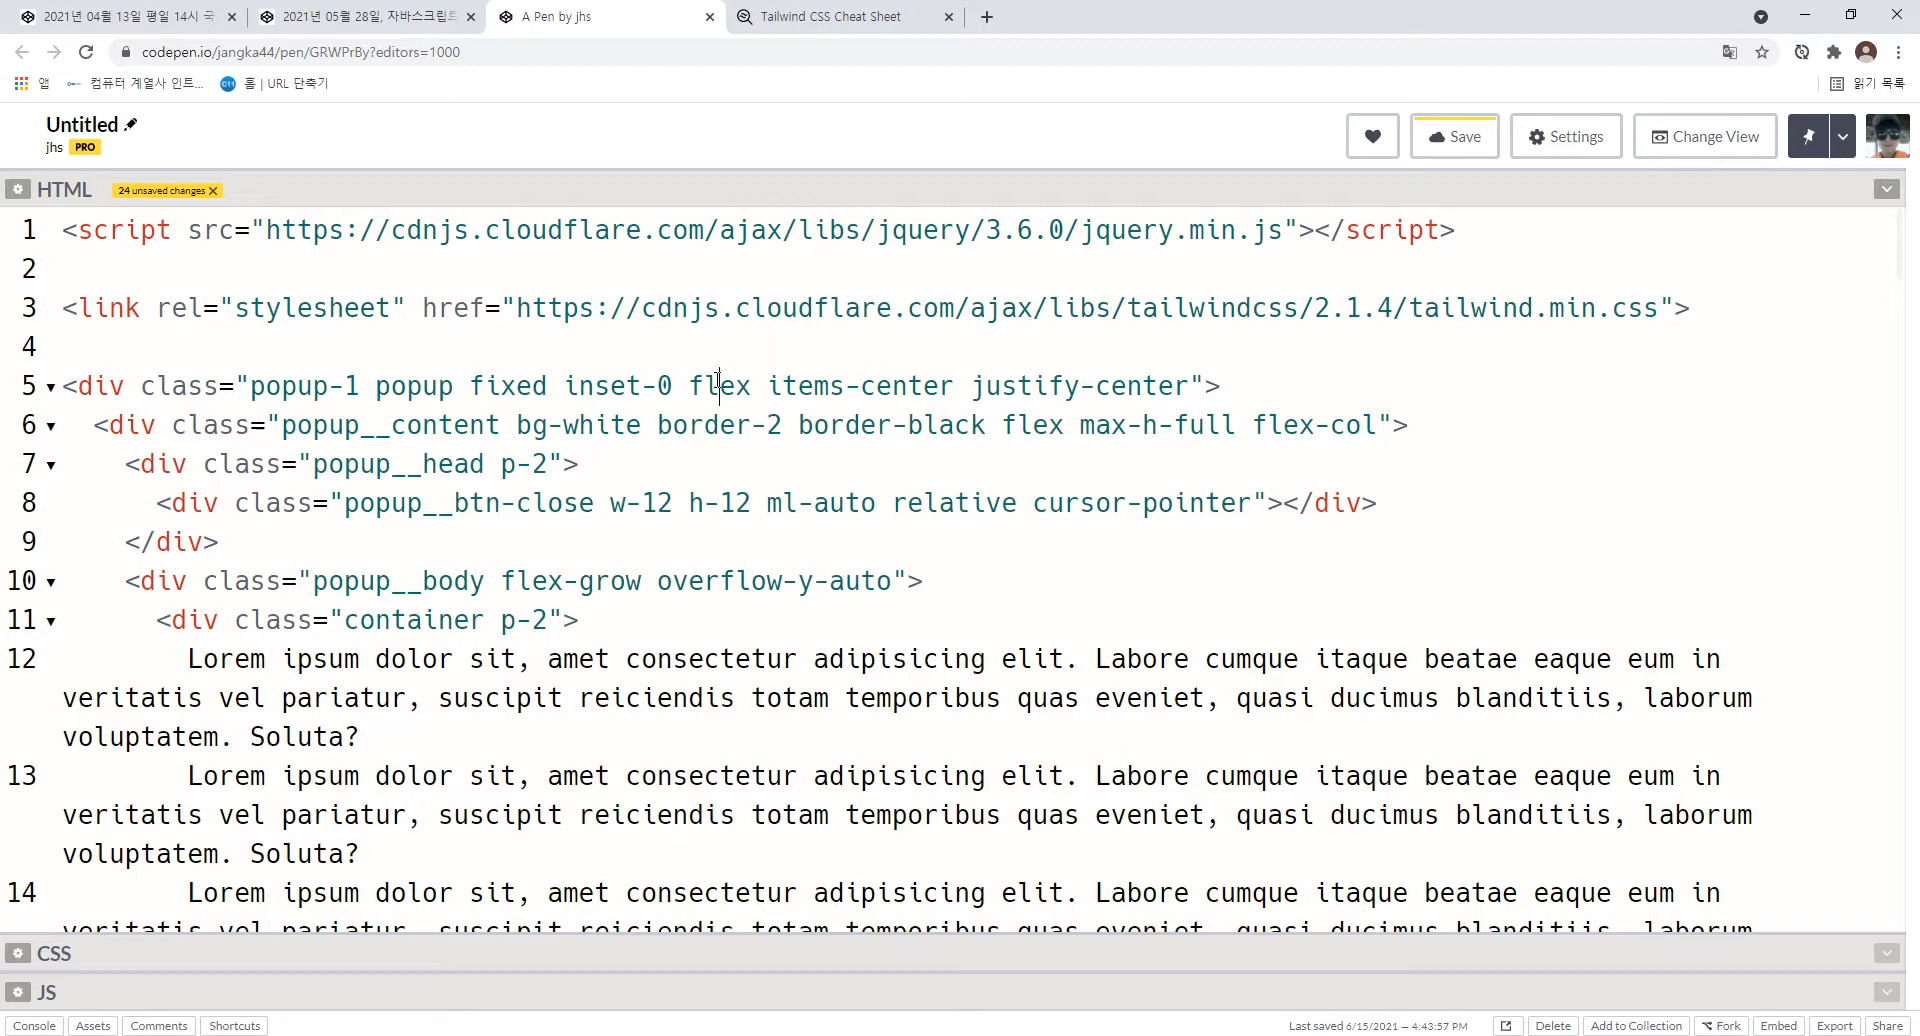 2021년 04월 13일 평일 14시 국
2021년 05월 28일, 자바스크립트
A Pen by jhs
Tailwind CSS Cheat Sheet
codepen.io/jangka44/pen/GRWPrBy?editors=1000
앱
컴퓨터 계열사 인트...
홈 | URL 단축기
읽기 목록
Untitled
jhs PRO
Save
Settings
Change View
HTML
24 unsaved changes
1 <script src="https://cdnjs.cloudflare.com/ajax/libs/jquery/3.6.0/jquery.min.js"></script>
2
3 <link rel="stylesheet" href="https://cdnjs.cloudflare.com/ajax/libs/tailwindcss/2.1.4/tailwind.min.css">
4
5 <div class="popup-1 popup fixed inset-0 flex items-center justify-center">
6 <div class="popup__content bg-white border-2 border-black flex max-h-full flex-col">
7 <div class="popup__head p-2">
8 <div class="popup__btn-close w-12 h-12 ml-auto relative cursor-pointer"></div>
9 </div>
10 <div class="popup__body flex-grow overflow-y-auto">
11 <div class="container p-2">
12 Lorem ipsum dolor sit, amet consectetur adipisicing elit. Labore cumque itaque beatae eaque eum in
veritatis vel pariatur, suscipit reiciendis totam temporibus quas eveniet, quasi ducimus blanditiis, laborum
voluptatem. Soluta?
13 Lorem ipsum dolor sit, amet consectetur adipisicing elit. Labore cumque itaque beatae eaque eum in
veritatis vel pariatur, suscipit reiciendis totam temporibus quas eveniet, quasi ducimus blanditiis, laborum
voluptatem. Soluta?
14 Lorem ipsum dolor sit, amet consectetur adipisicing elit. Labore cumque itaque beatae eaque eum in
veritatis vel pariatur, suscipit reiciendis totam temporibus quas eveniet, quasi ducimus blanditiis, laborum
CSS
JS
Console
Assets
Comments
Shortcuts
Last saved 6/15/2021 — 4:43:57 PM
Delete
Add to Collection
Fork
Embed
Export
Share